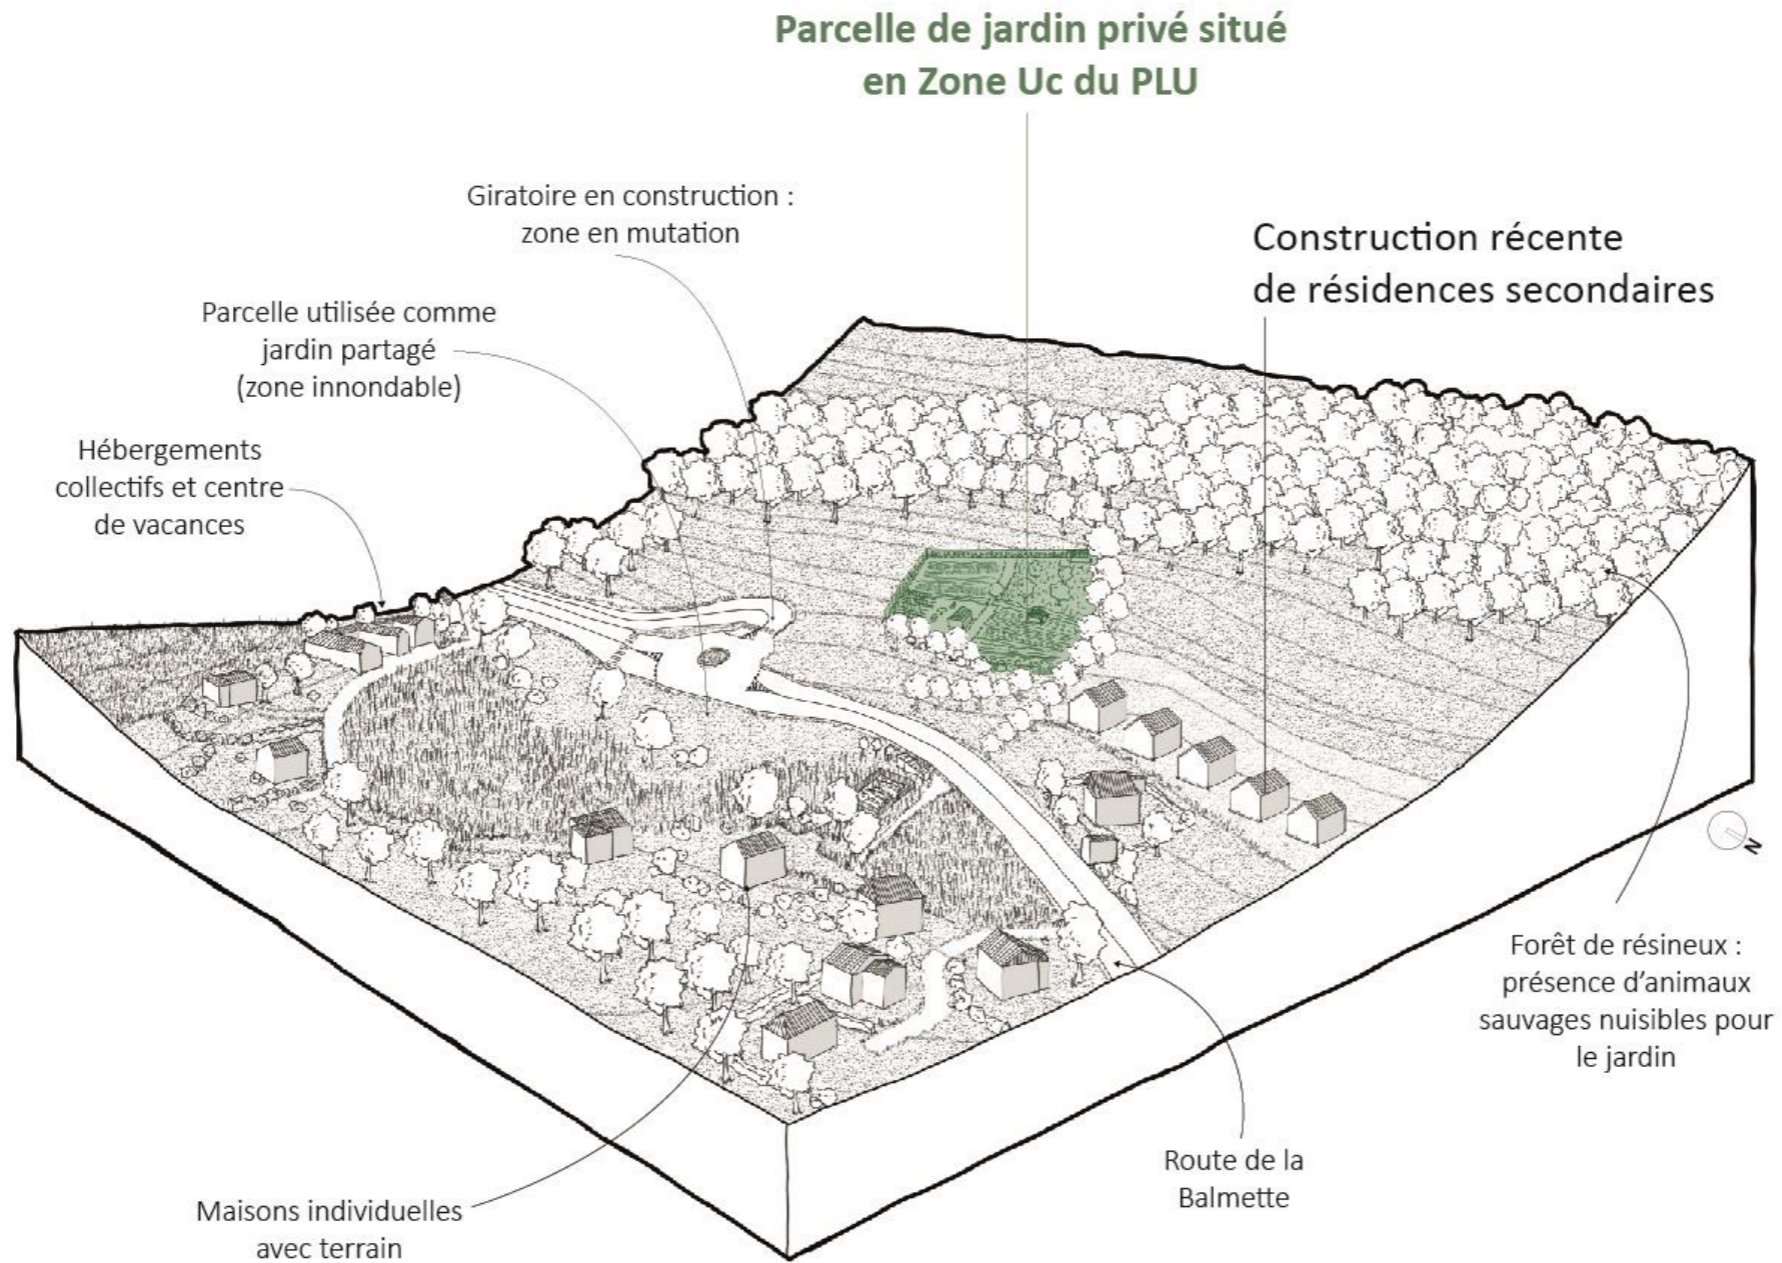 Parcelle de jardin privé situé
en Zone Uc du PLU
Giratoire en construction :
zone en mutation
Construction récente
de résidences secondaires
Parcelle utilisée comme
jardin partagé
(zone innondable)
Hébergements
collectifs et centre
de vacances
N
Forêt de résineux :
présence d'animaux
sauvages nuisibles pour
le jardin
Route de la
Balmette
Maisons individuelles
avec terrain